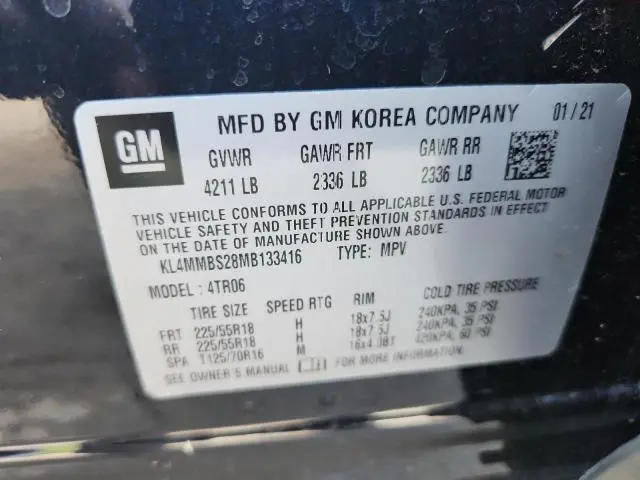 GM
MFD BY GM KOREA COMPANY 01/21
GVWR GAWR FRT GAWR RR
4211 LB 2336 LB 2336 LB
THIS VEHICLE CONFORMS TO ALL APPLICABLE U.S. FEDERAL MOTOR
VEHICLE SAFETY AND THEFT PREVENTION STANDARDS IN EFFECT
ON THE DATE OF MANUFACTURE SHOWN ABOVE.
KL4MMBS28MB133416 TYPE: MPV
MODEL: 4TR06
TIRE SIZE SPEED RTG RIM COLD TIRE PRESSURE
FRT 225/55R18 H 18x7.5J 240KPA, 35 PSI
RR 225/55R18 H 18x7.5J 240KPA, 35 PSI
SPA T125/70R16 M 16x4.0BT 420KPA, 60 PSI
SEE OWNER'S MANUAL FOR MORE INFORMATION.